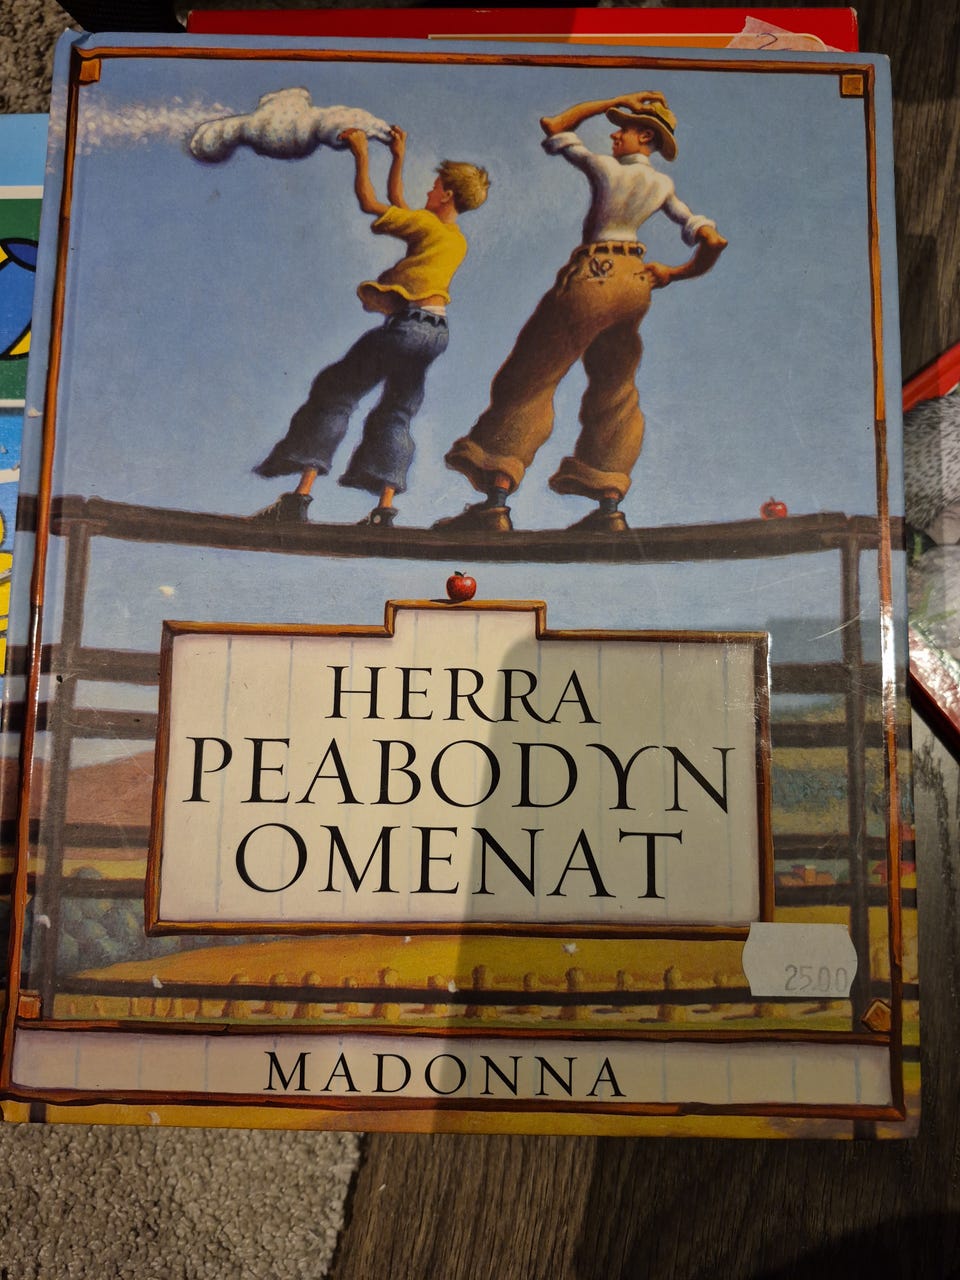 HERRA
PEABODYN
OMENAT
25.00
MADONNA